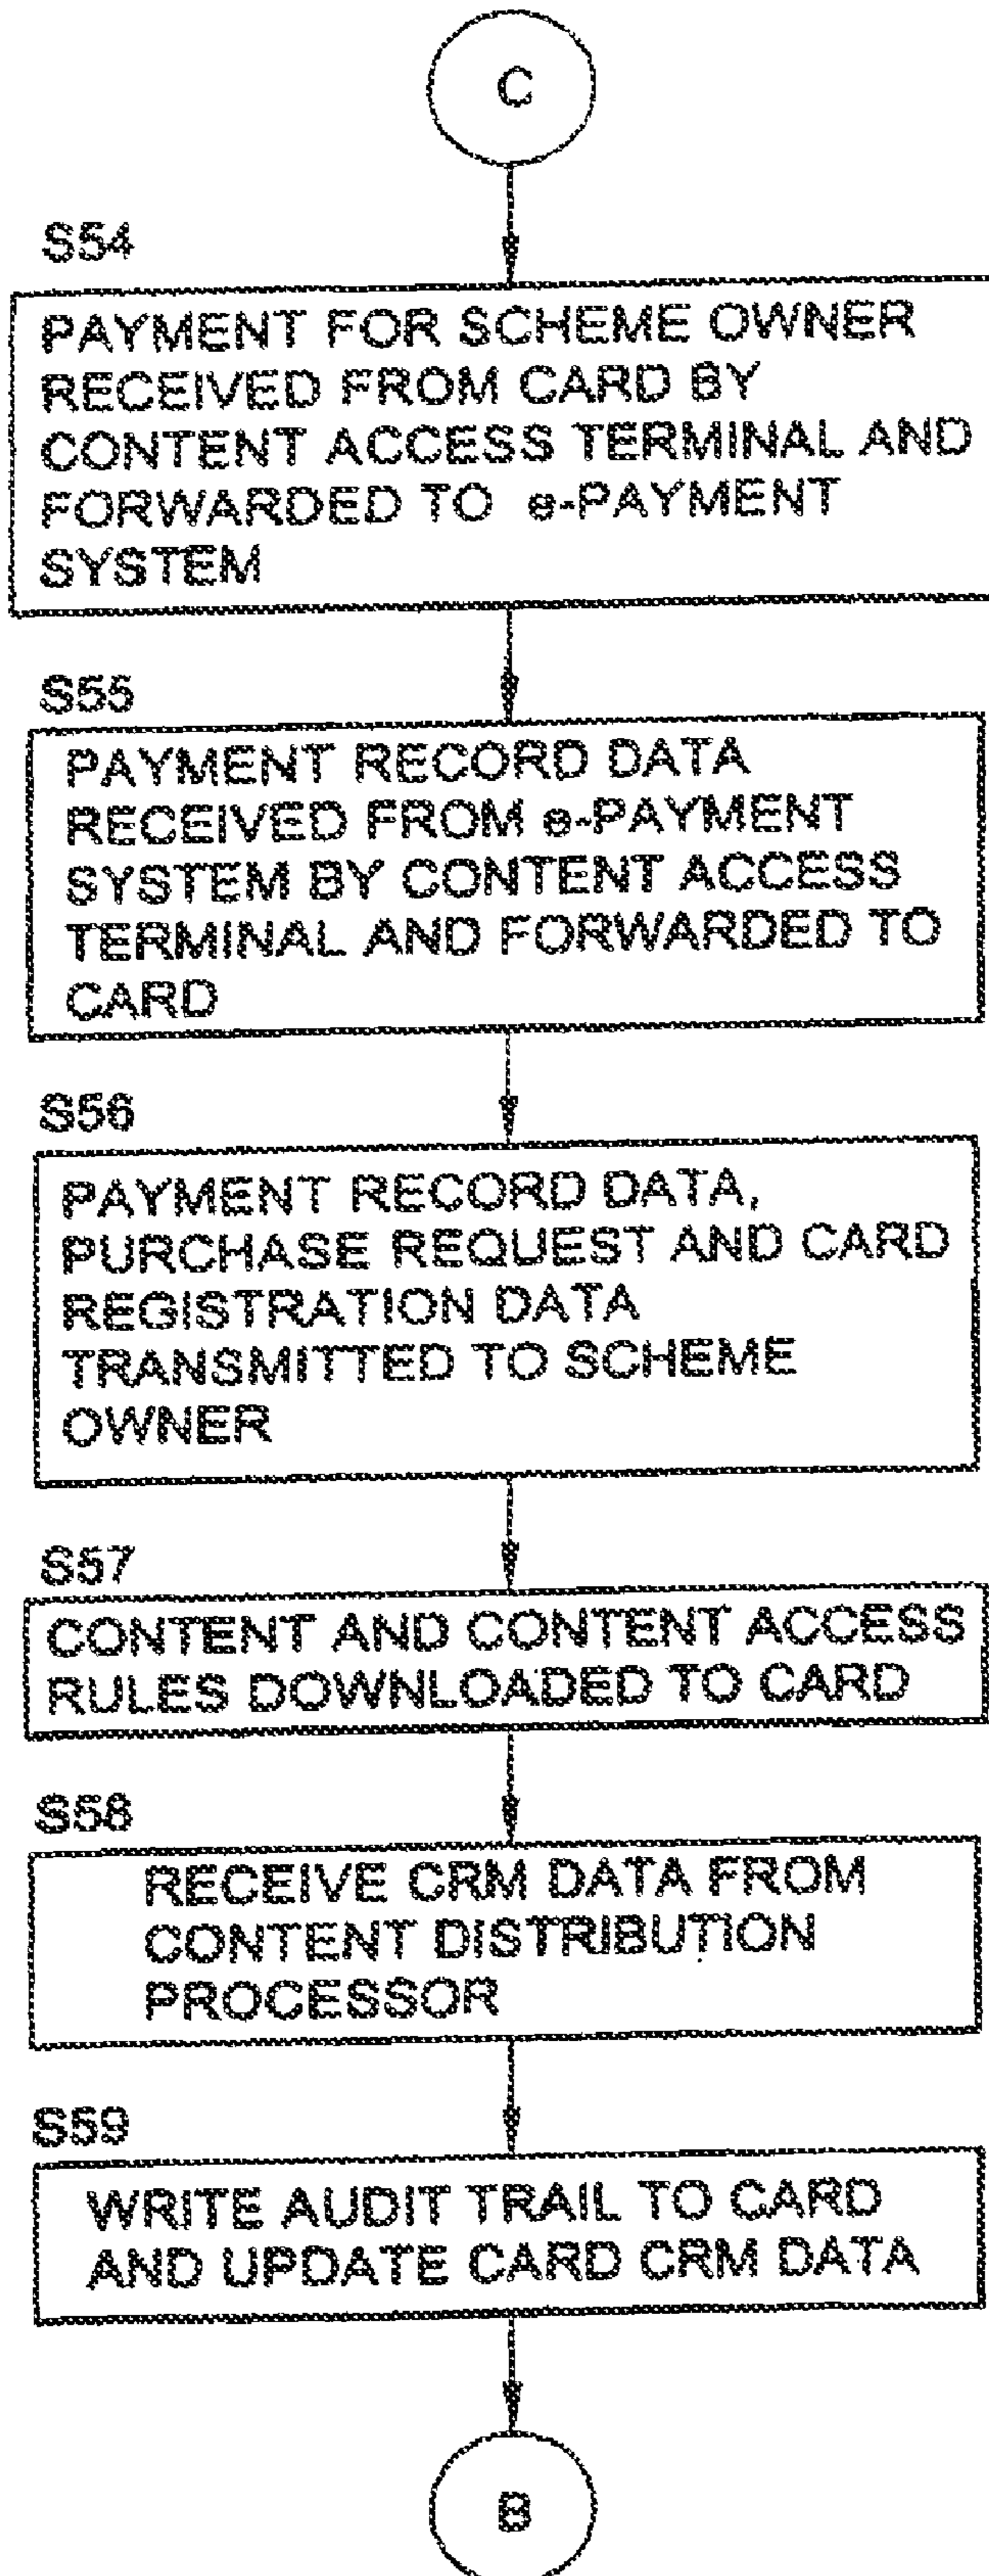 C
S54
PAYMENT FOR SCHEME OWNER
RECEIVED FROM CARD BY
CONTENT ACCESS TERMINAL AND
FORWARDED TO e-PAYMENT
SYSTEM
S55
PAYMENT RECORD DATA
RECEIVED FROM e-PAYMENT
SYSTEM BY CONTENT ACCESS
TERMINAL AND FORWARDED TO
CARD
S56
PAYMENT RECORD DATA,
PURCHASE REQUEST AND CARD
REGISTRATION DATA
TRANSMITTED TO SCHEME
OWNER
S57
CONTENT AND CONTENT ACCESS
RULES DOWNLOADED TO CARD
S58
RECEIVE CRM DATA FROM
CONTENT DISTRIBUTION
PROCESSOR
S59
WRITE AUDIT TRAIL TO CARD
AND UPDATE CARD CRM DATA
B